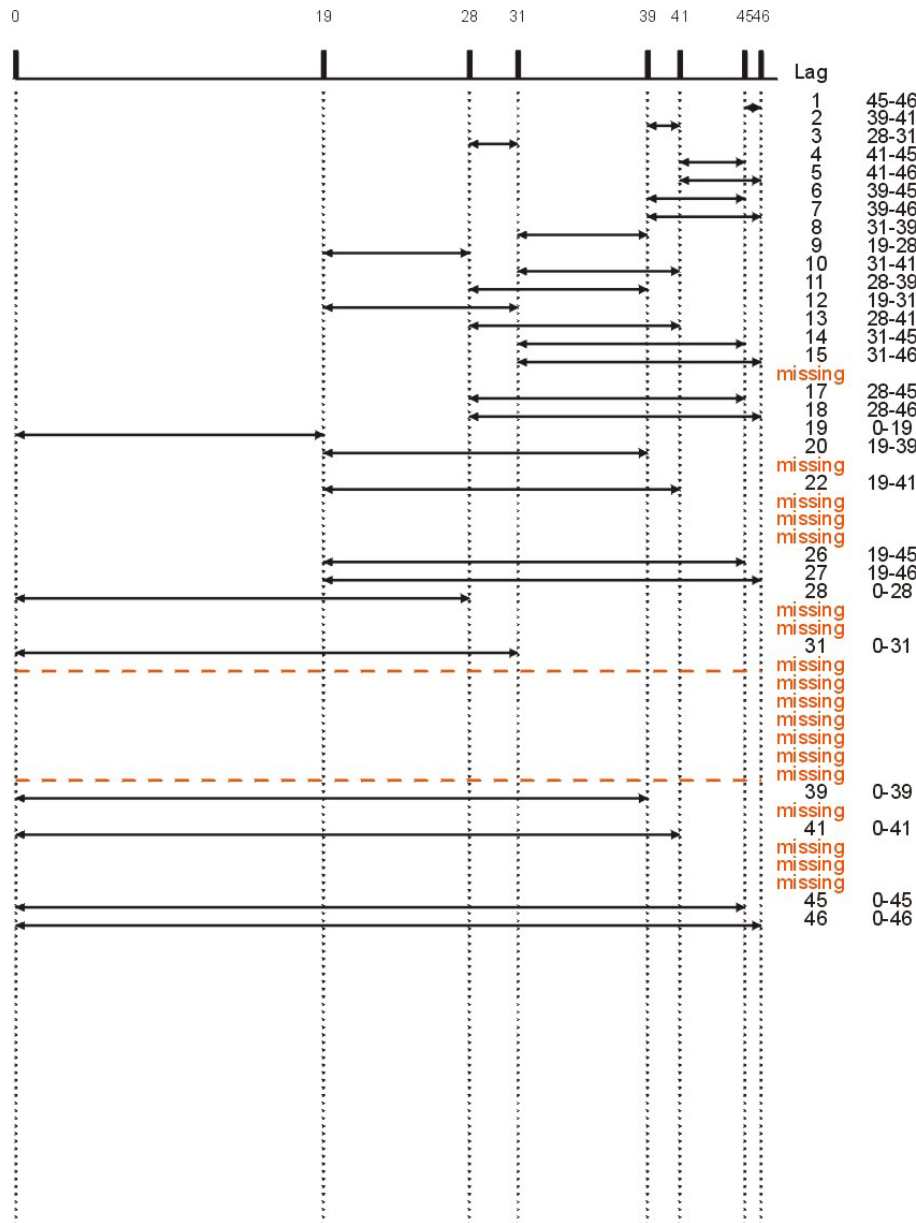 0 19 28 31 39 41 4546
Lag
1 45-46
2 39-41
3 28-31
4 41-45
5 41-46
6 39-45
7 39-46
8 31-39
9 19-28
10 31-41
11 28-39
12 19-31
13 28-41
14 31-45
15 31-46
missing
17 28-45
18 28-46
19 0-19
20 19-39
missing
22 19-41
missing
missing
missing
26 19-45
27 19-46
28 0-28
missing
missing
31 0-31
missing
missing
missing
missing
missing
missing
missing
39 0-39
missing
41 0-41
missing
missing
missing
45 0-45
46 0-46